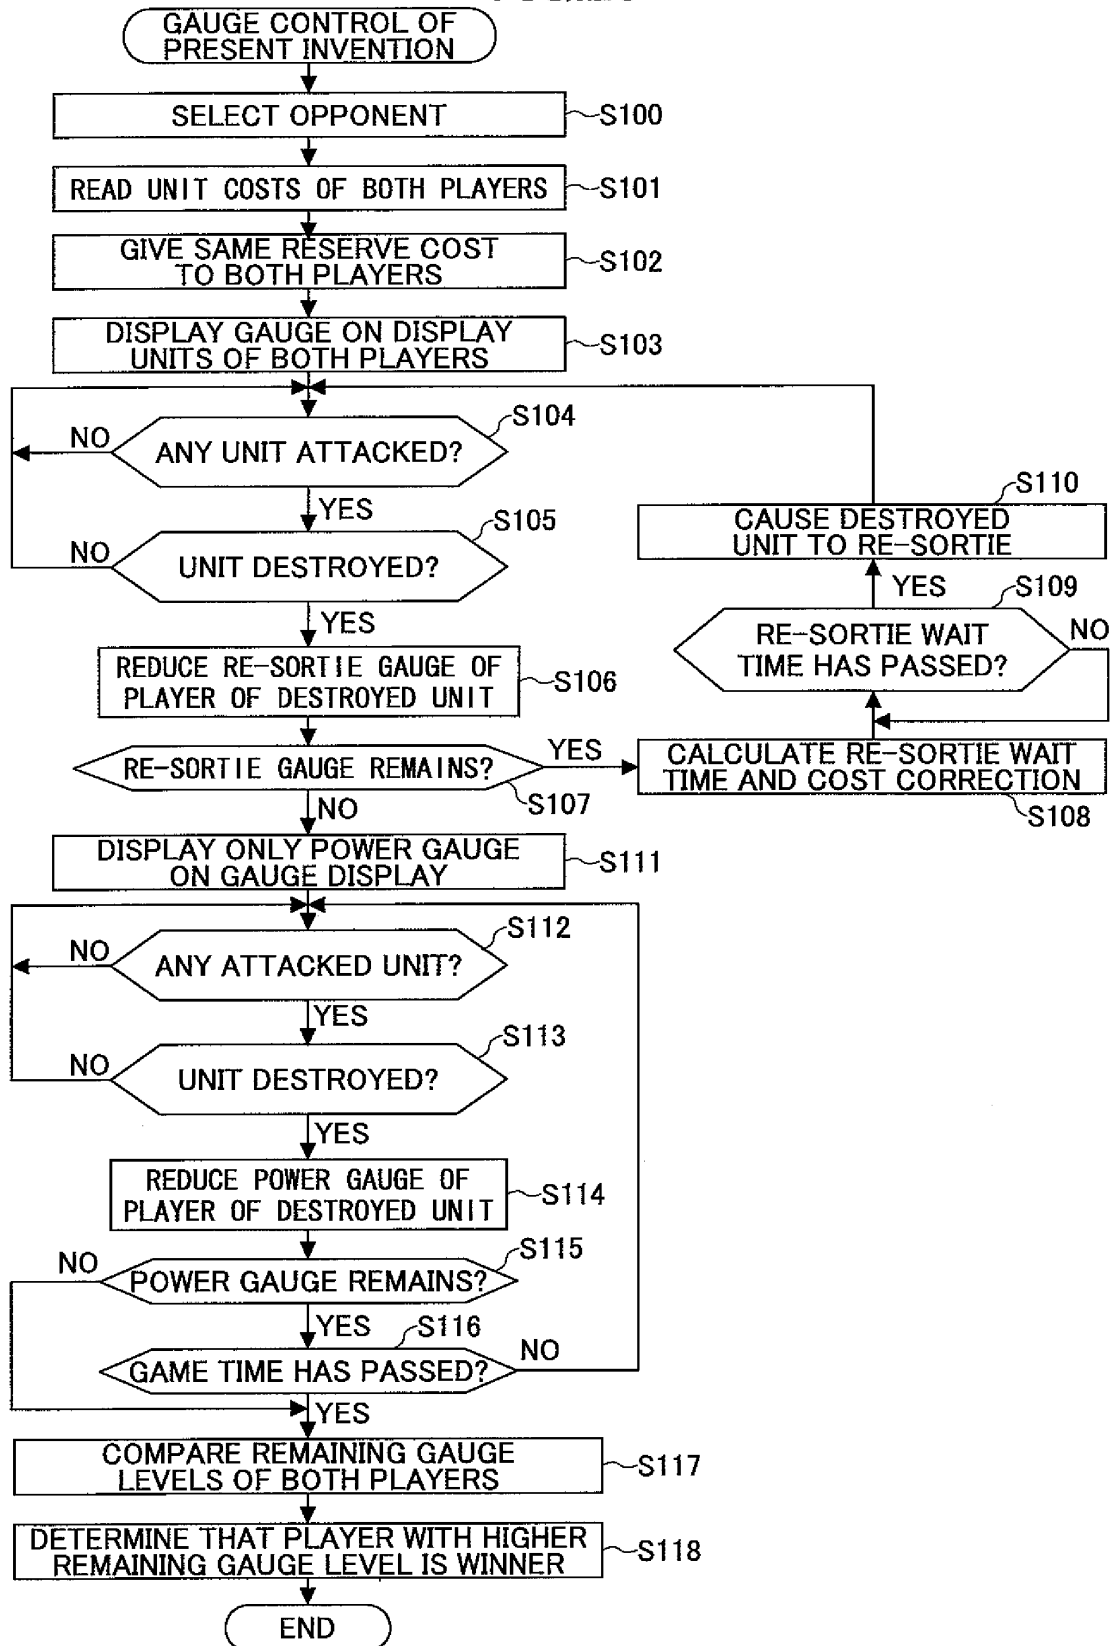 GAUGE CONTROL OF
PRESENT INVENTION
SELECT OPPONENT
S100
READ UNIT COSTS OF BOTH PLAYERS
S101
GIVE SAME RESERVE COST
TO BOTH PLAYERS
S102
DISPLAY GAUGE ON DISPLAY
UNITS OF BOTH PLAYERS
S103
S104
NO
ANY UNIT ATTACKED?
YES
S105
NO
UNIT DESTROYED?
YES
REDUCE RE-SORTIE GAUGE OF
PLAYER OF DESTROYED UNIT
S106
RE-SORTIE GAUGE REMAINS?
YES
S107
NO
S110
CAUSE DESTROYED
UNIT TO RE-SORTIE
YES
S109
RE-SORTIE WAIT
TIME HAS PASSED?
NO
CALCULATE RE-SORTIE WAIT
TIME AND COST CORRECTION
S108
DISPLAY ONLY POWER GAUGE
ON GAUGE DISPLAY
S111
S112
NO
ANY ATTACKED UNIT?
YES
S113
NO
UNIT DESTROYED?
YES
REDUCE POWER GAUGE OF
PLAYER OF DESTROYED UNIT
S114
S115
NO
POWER GAUGE REMAINS?
YES
S116
GAME TIME HAS PASSED?
NO
YES
COMPARE REMAINING GAUGE
LEVELS OF BOTH PLAYERS
S117
DETERMINE THAT PLAYER WITH HIGHER
REMAINING GAUGE LEVEL IS WINNER
S118
END